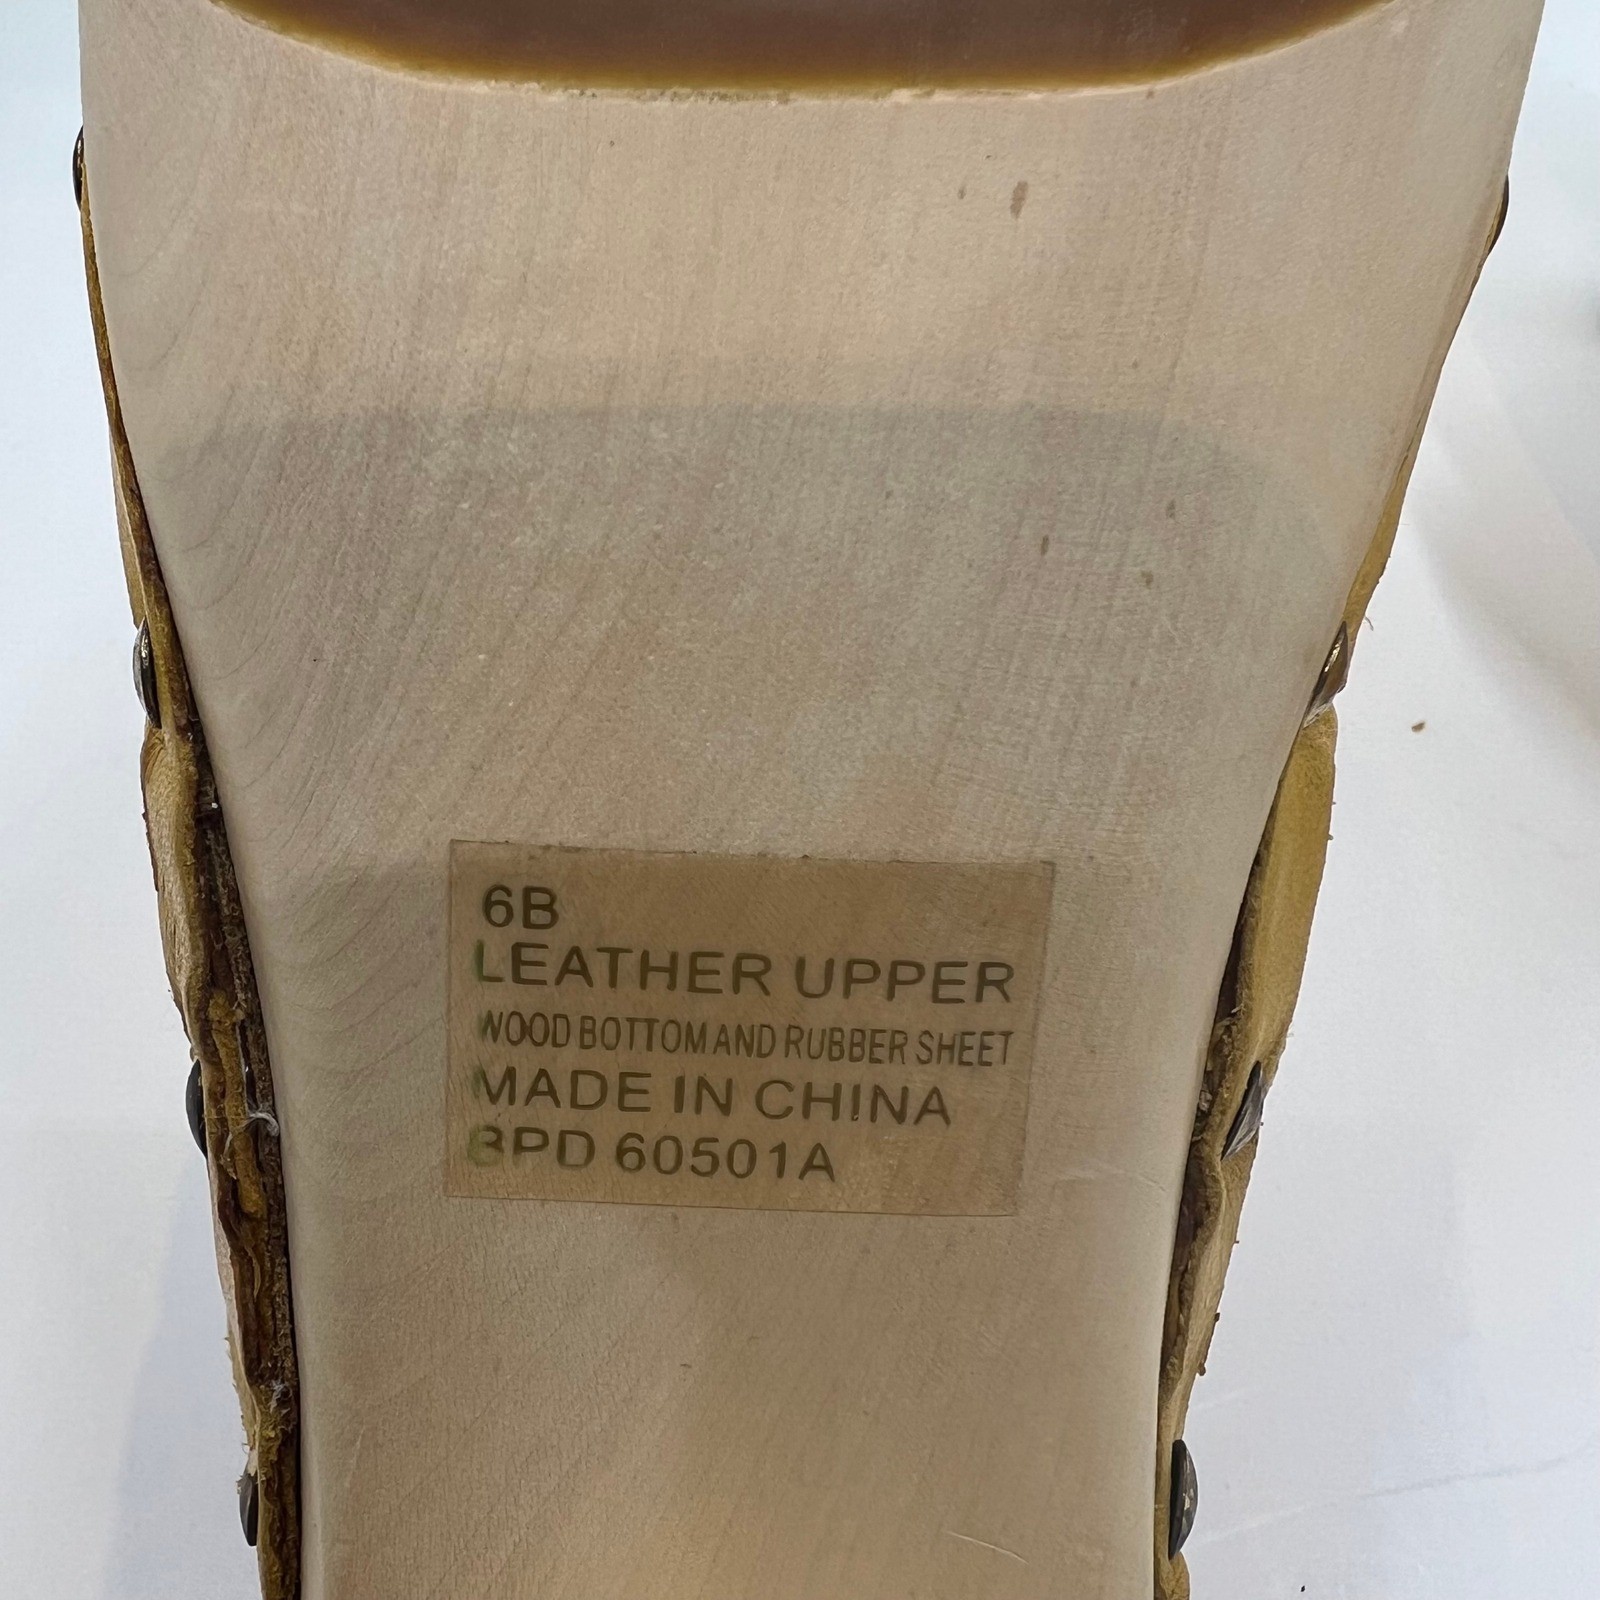 6B
LEATHER UPPER
WOOD BOTTOM AND RUBBER SHEET
MADE IN CHINA
BPD 60501A